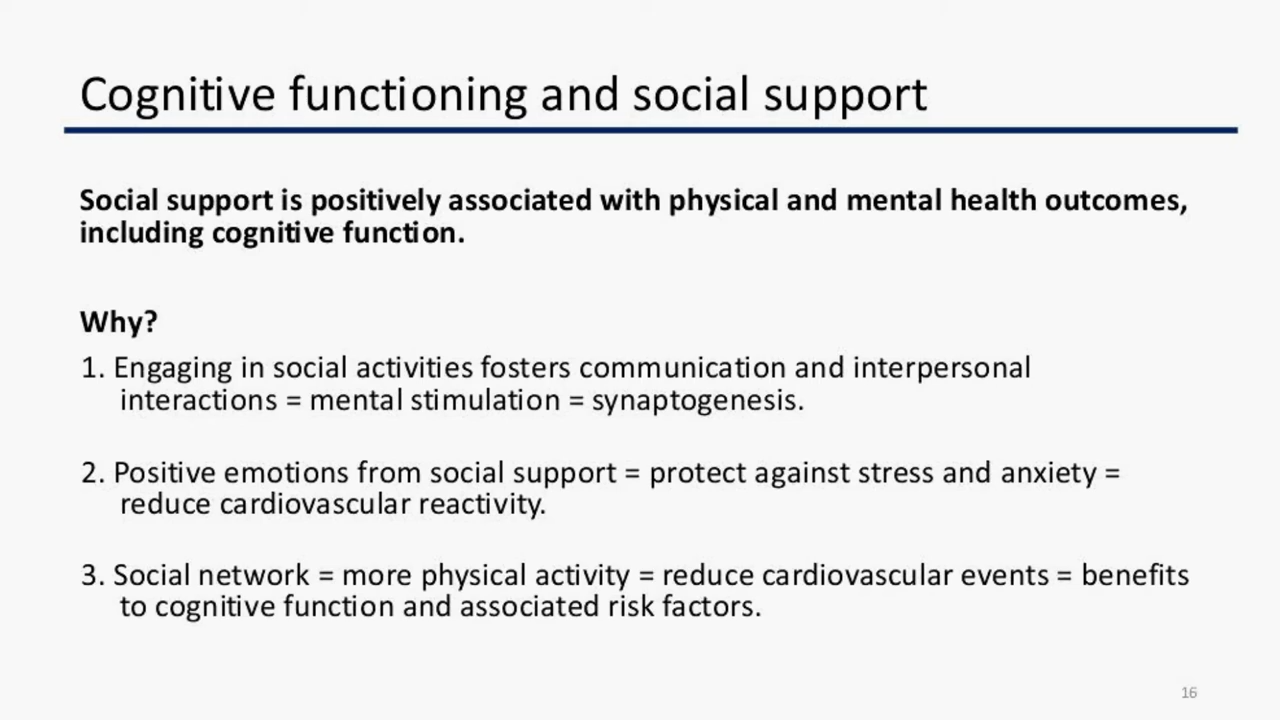 Cognitive functioning and social support
Social support is positively associated with physical and mental health outcomes,
including cognitive function.
Why?
1. Engaging in social activities fosters communication and interpersonal
interactions = mental stimulation = synaptogenesis.
2. Positive emotions from social support = protect against stress and anxiety =
reduce cardiovascular reactivity.
3. Social network = more physical activity = reduce cardiovascular events = benefits
to cognitive function and associated risk factors.
16